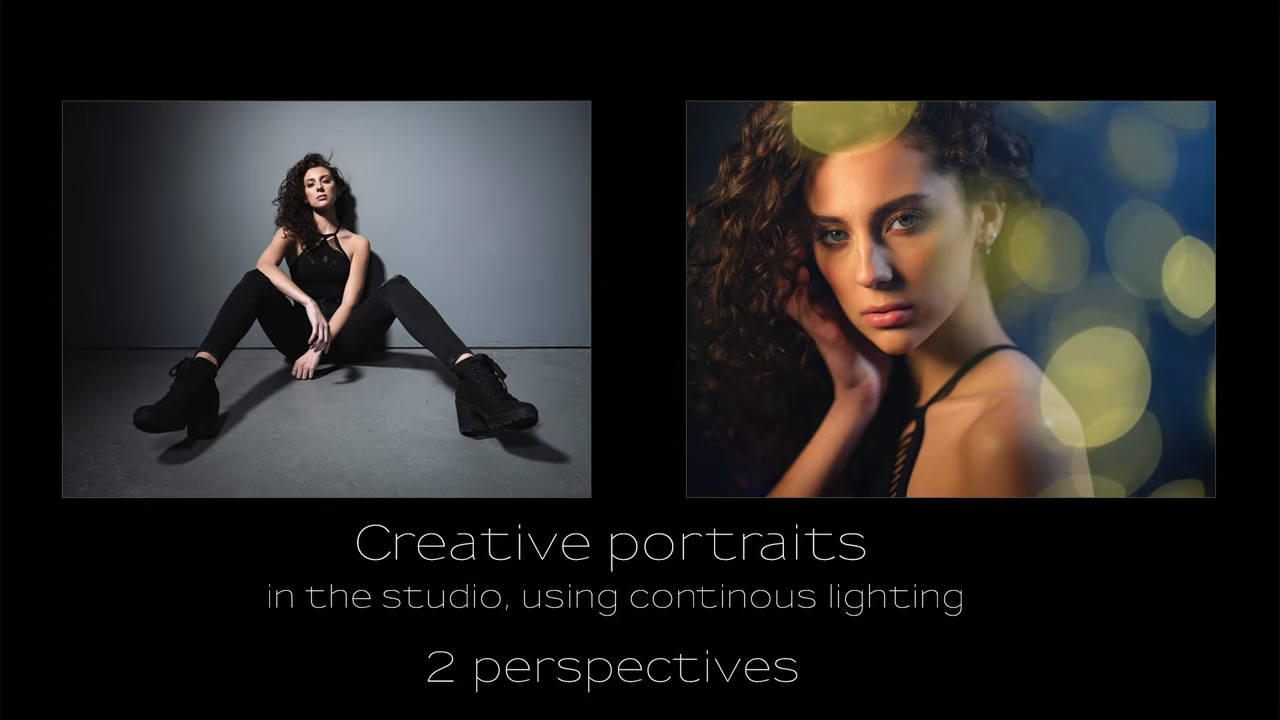 Creative portraits
in the studio, using continous lighting
2 perspectives